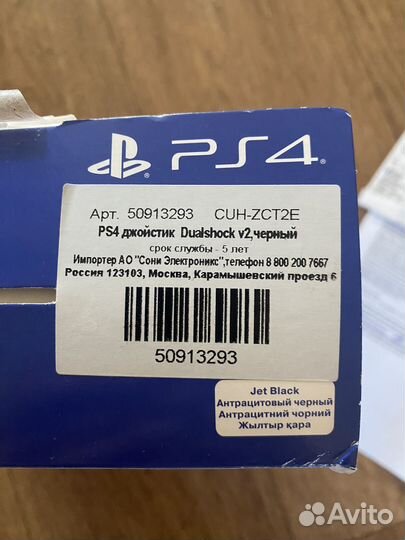 PS4
Арт. 50913293 CUH-ZCT2E
PS4 джойстик Dualshock v2,черный
срок службы - 5 лет
Импортер АО "Сони Электроникс",телефон 8 800 200 7667
Россия 123103, Москва, Карамышевский проезд 6
50913293
Jet Black
Антрацитовый черный
Антрацитний чорний
Жылтыр қара
Avito